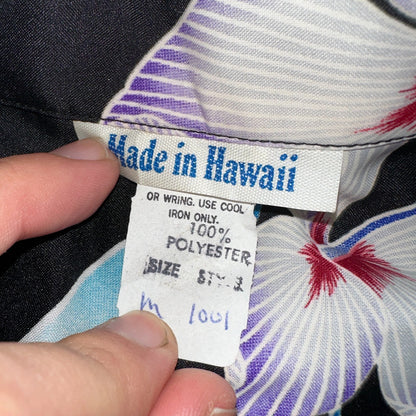 Made in Hawaii
OR WRING. USE COOL
IRON ONLY.
100%
POLYESTER
SIZE
M 1001